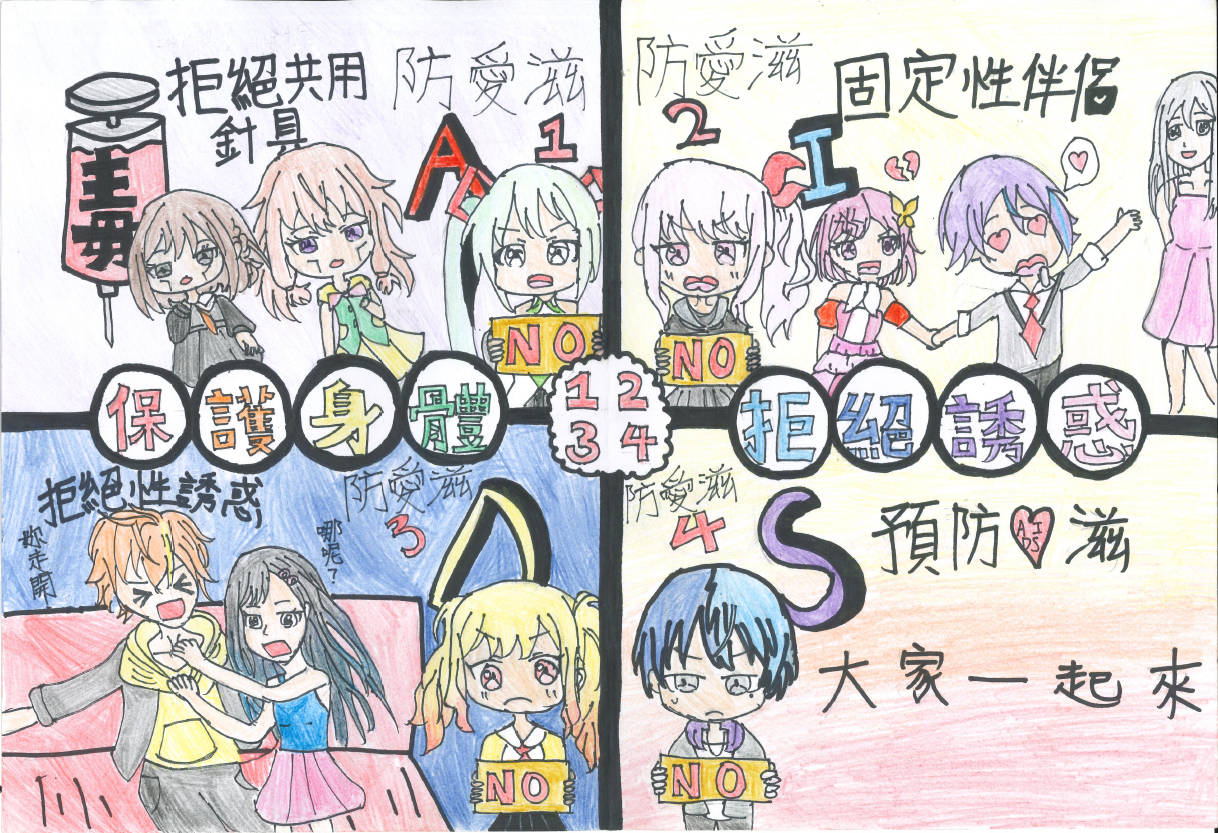 拒絕共用
針具
毒
防愛滋
1
A
NO
防愛滋
2
I
固定性伴侶
NO
保護身體
1 2
3 4
拒絕誘惑
拒絕性誘惑
你走開
哪呢?
防愛滋
3
D
NO
防愛滋
4
S
預防
AIDS
滋
大家一起來
NO